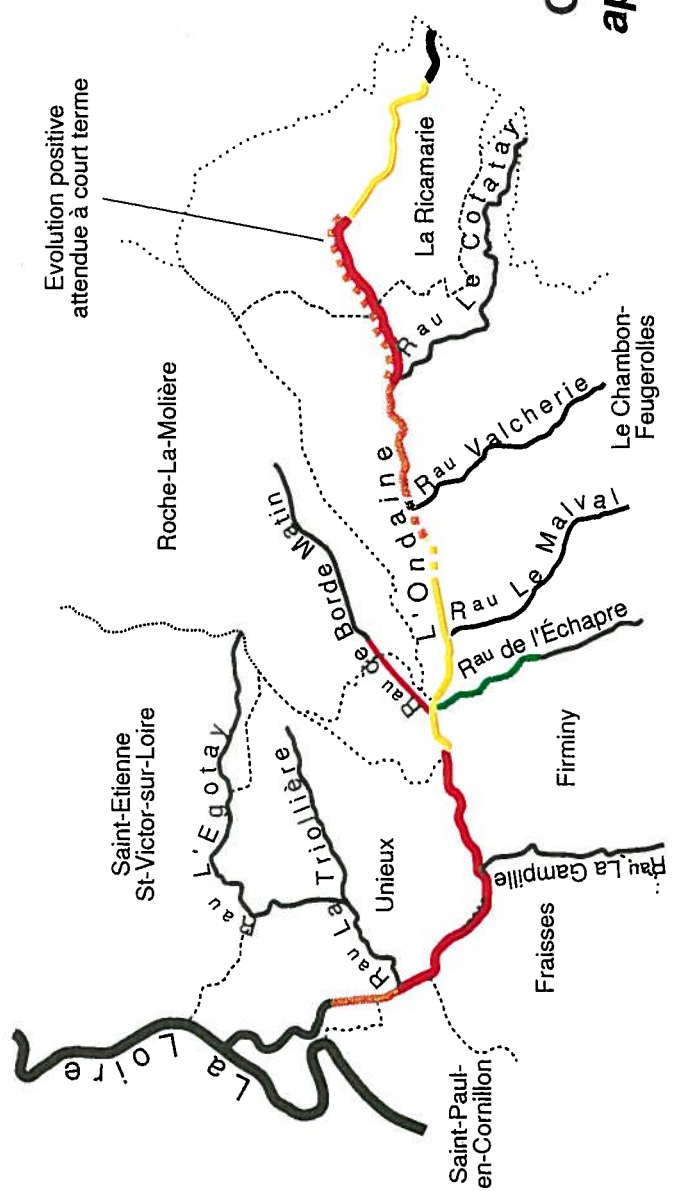 Evolution positive
attendue à court terme
Roche-La-Molière
La Ricamarie
Rau Le Cotatay
Le Chambon-
Feugerolles
Rau Valcherie
L'Ondaine
Rau Le Malval
Rau de Borde Matin
Rau de l'Échapre
Saint-Etienne
St-Victor-sur-Loire
Rau L'Egotay
Rau La Triollière
Unieux
Firminy
Rau La Gampille
Fraisses
La Loire
Saint-Paul-
en-Cornillon
ap